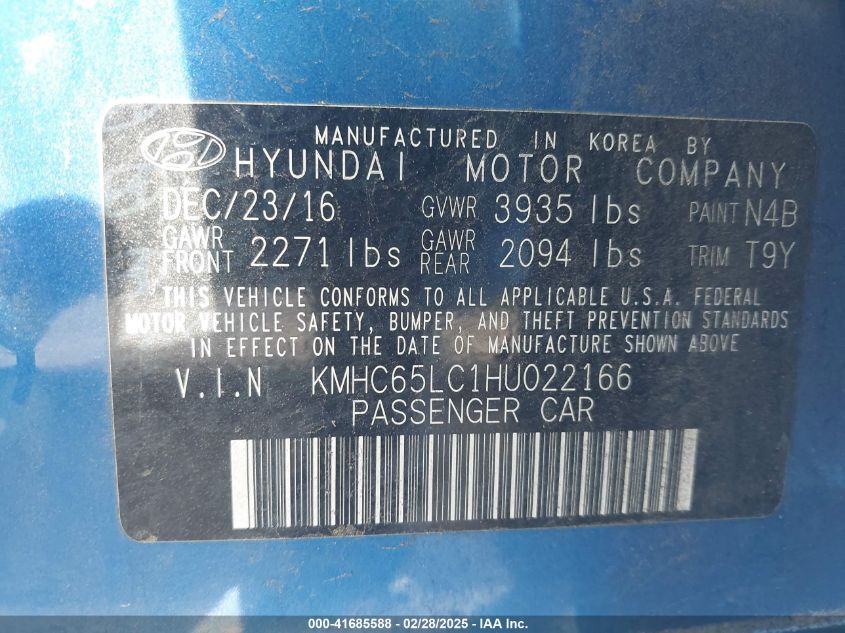 MANUFACTURED IN KOREA BY
HYUNDAI MOTOR COMPANY
DEC/23/16 GVWR 3935 lbs PAINT N4B
GAWR FRONT 2271 lbs GAWR REAR 2094 lbs TRIM T9Y
THIS VEHICLE CONFORMS TO ALL APPLICABLE U.S.A. FEDERAL
MOTOR VEHICLE SAFETY, BUMPER, AND THEFT PREVENTION STANDARDS
IN EFFECT ON THE DATE OF MANUFACTURE SHOWN ABOVE
V.I.N KMHC65LC1HU022166
PASSENGER CAR
000-41685588 - 02/28/2025 - IAA Inc.